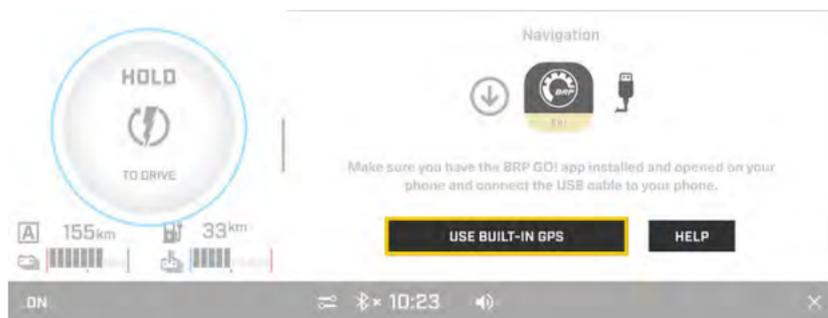 HOLD
TO DRIVE
A 155km 33km
ON
Navigation
BRP
Make sure you have the BRP GO! app installed and opened on your
phone and connect the USB cable to your phone.
USE BUILT-IN GPS HELP
10:23